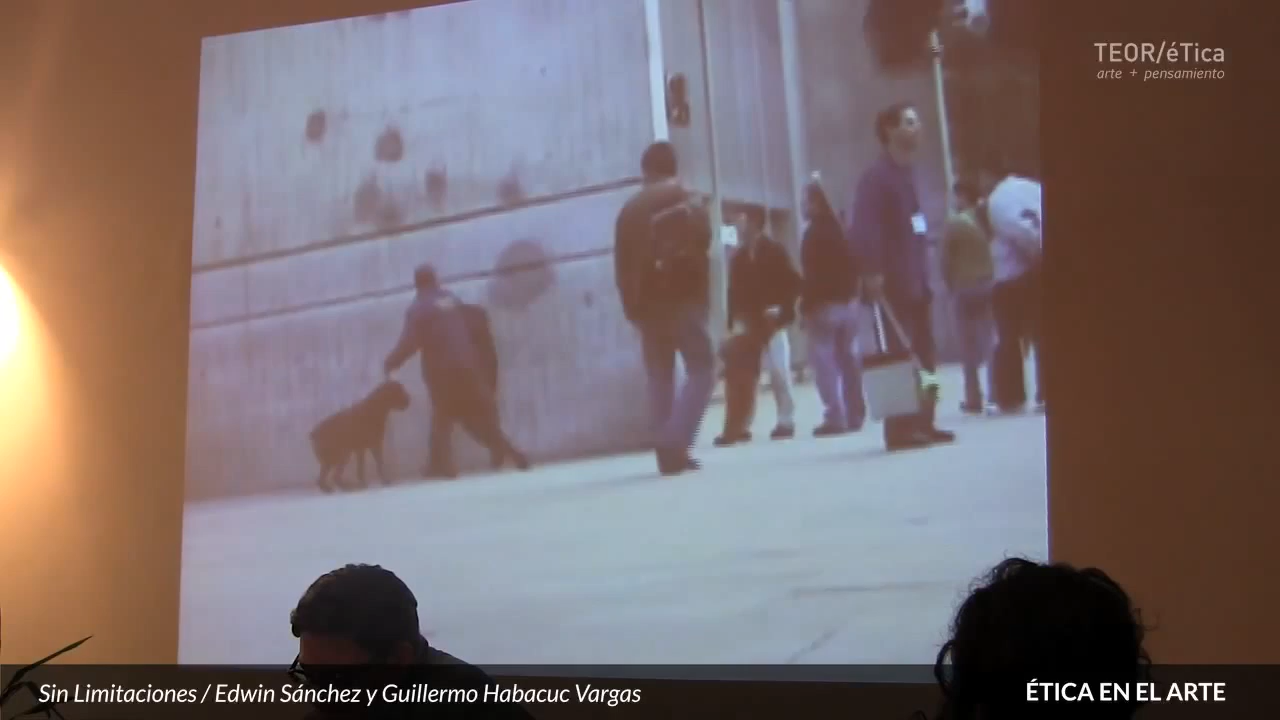 TEOR/éTica
arte + pensamiento
Sin Limitaciones / Edwin Sánchez y Guillermo Habacuc Vargas
ÉTICA EN EL ARTE